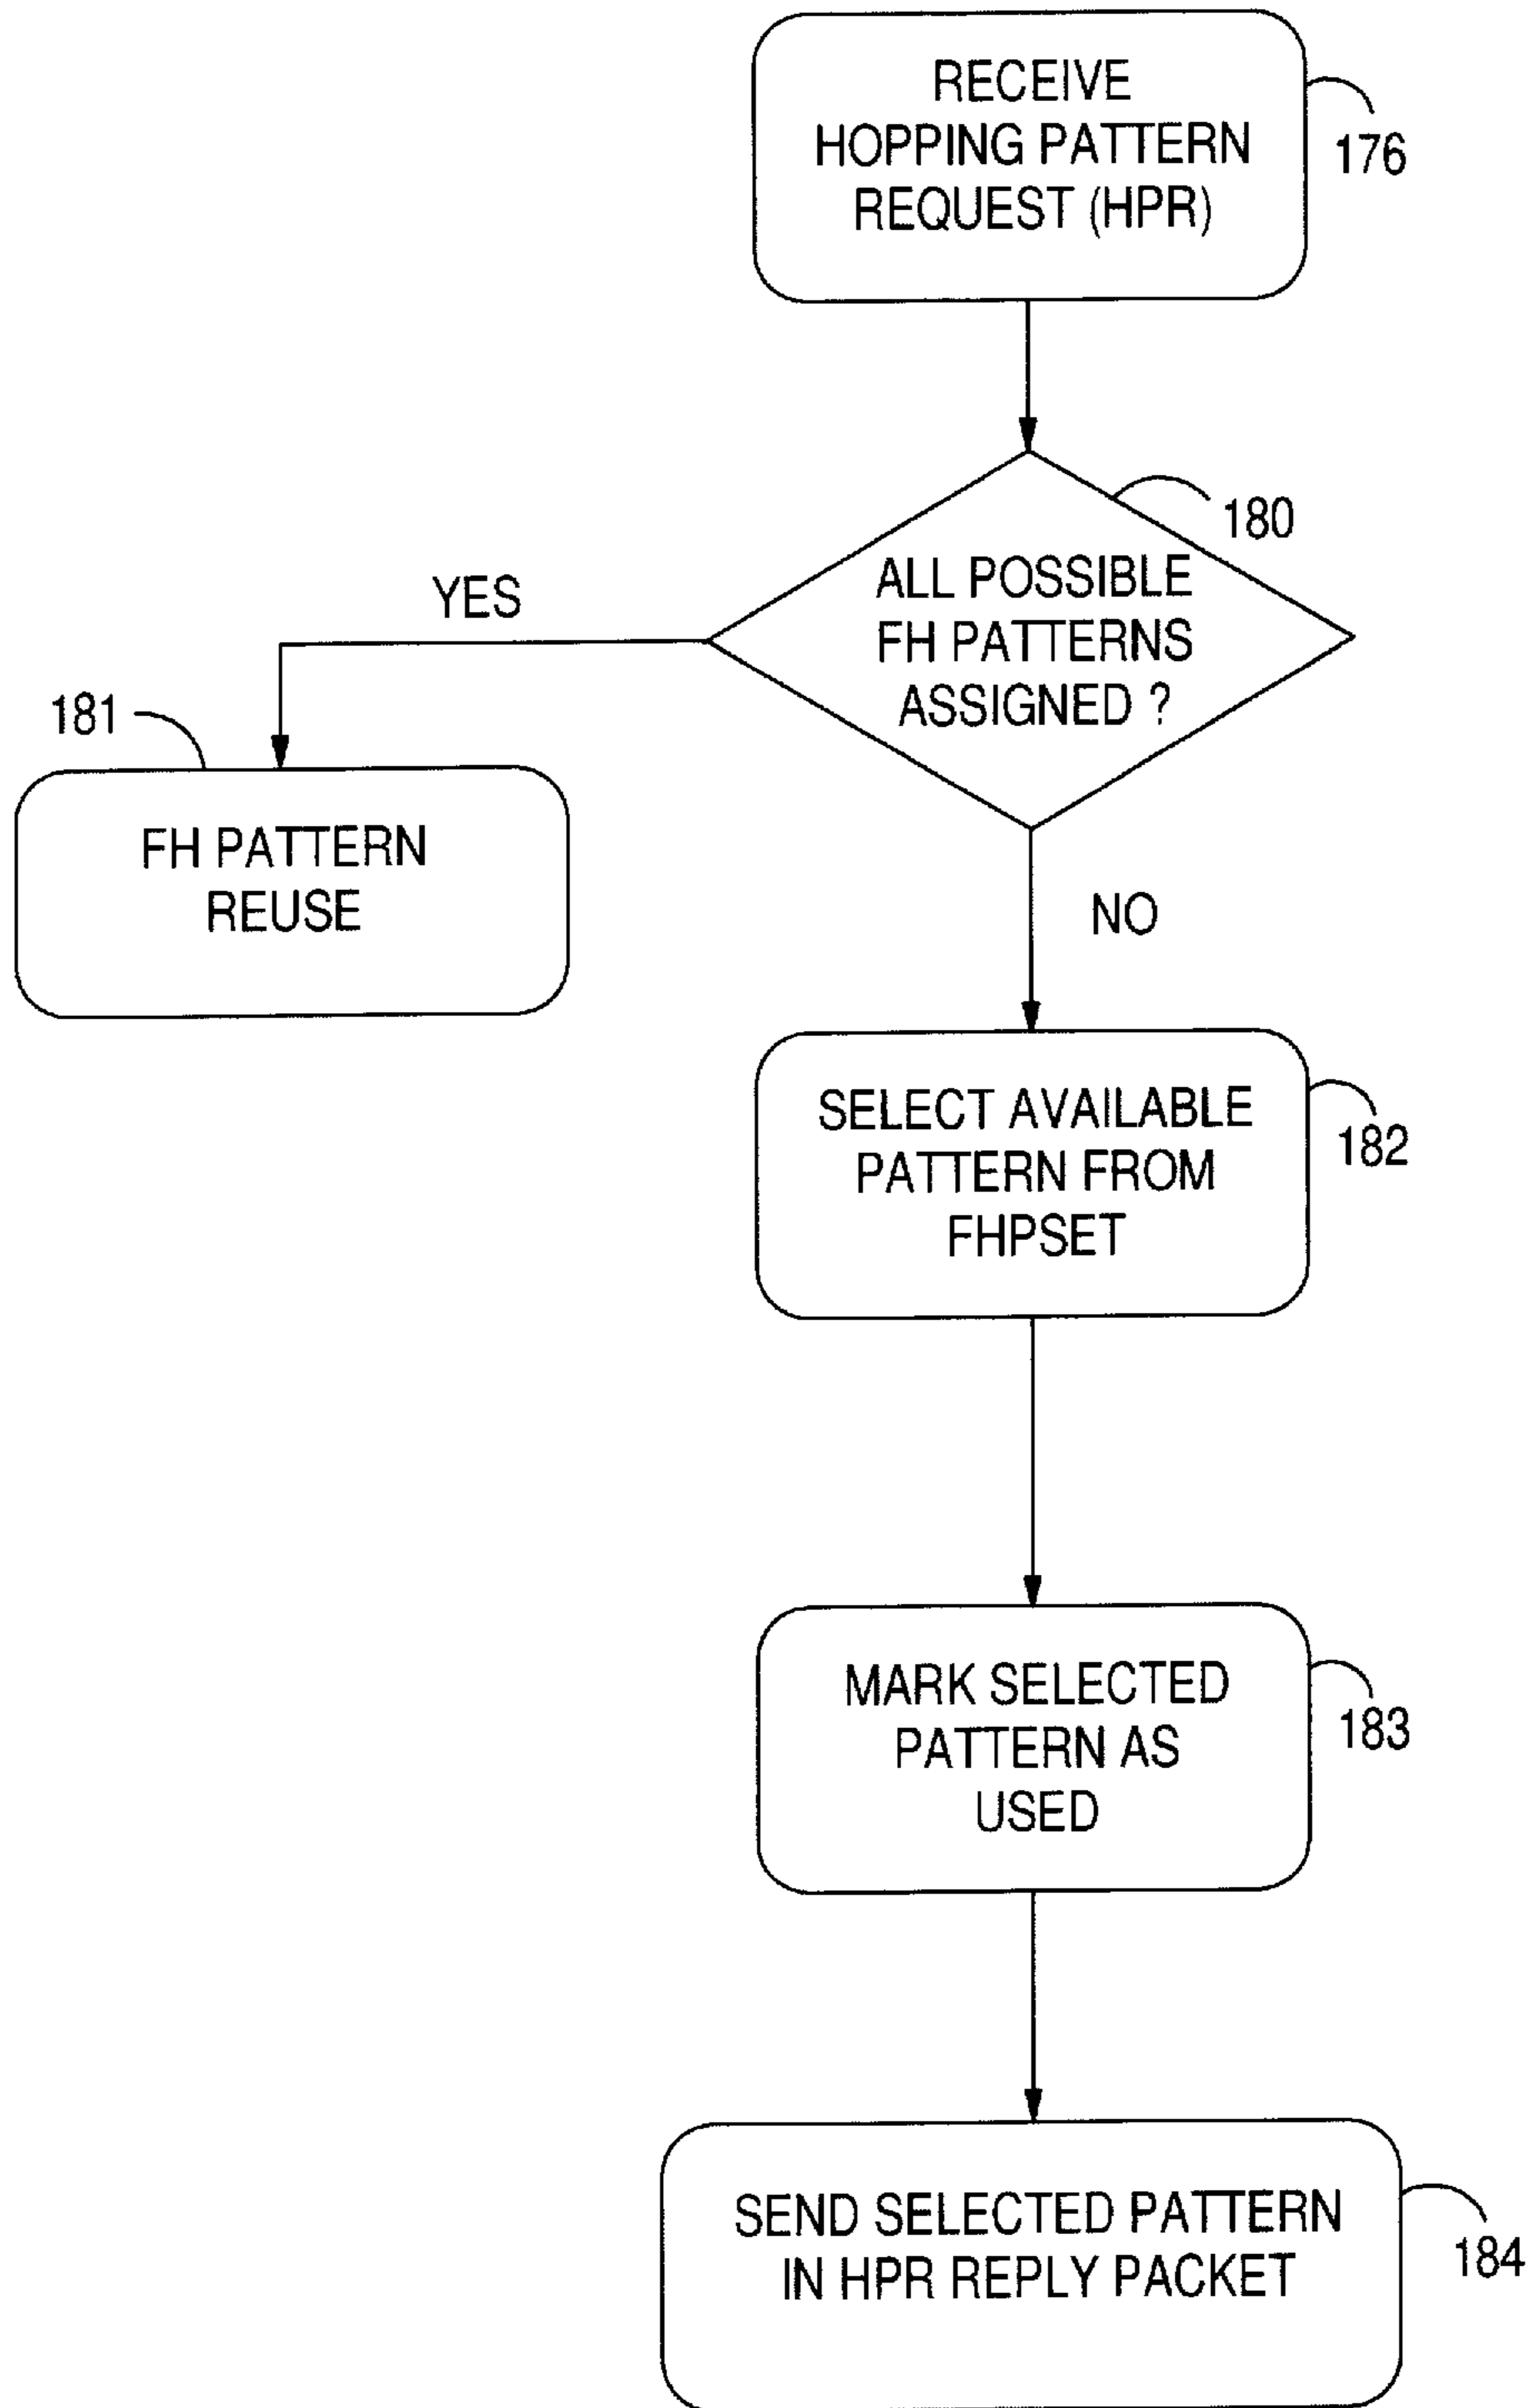 RECEIVE
HOPPING PATTERN
REQUEST (HPR)
176
180
ALL POSSIBLE
FH PATTERNS
ASSIGNED ?
YES
181
FH PATTERN
REUSE
NO
SELECT AVAILABLE
PATTERN FROM
FHPSET
182
MARK SELECTED
PATTERN AS
USED
183
SEND SELECTED PATTERN
IN HPR REPLY PACKET
184